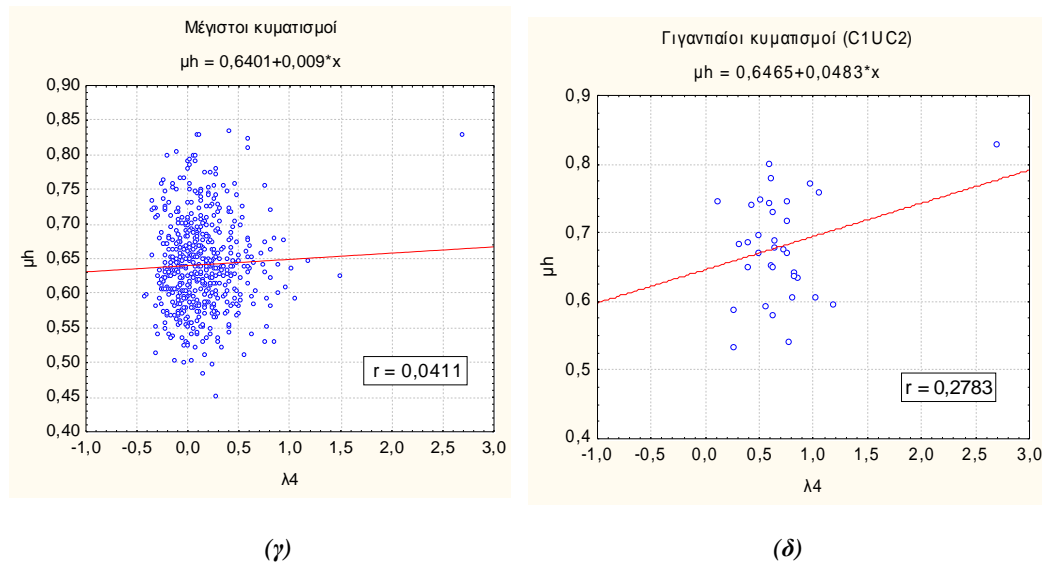 Μέγιστοι κυματισμοί
μh = 0,6401+0,009*x
0,90
0,85
0,80
0,75
0,70
0,65
0,60
0,55
0,50
0,45
0,40
μh
r = 0,0411
-1,0 -0,5 0,0 0,5 1,0 1,5 2,0 2,5 3,0
λ4
(γ)
Γιγαντιαίοι κυματισμοί (C1UC2)
μh = 0,6465+0,0483*x
0,9
0,8
0,7
0,6
0,5
0,4
μh
r = 0,2783
-1,0 -0,5 0,0 0,5 1,0 1,5 2,0 2,5 3,0
λ4
(δ)